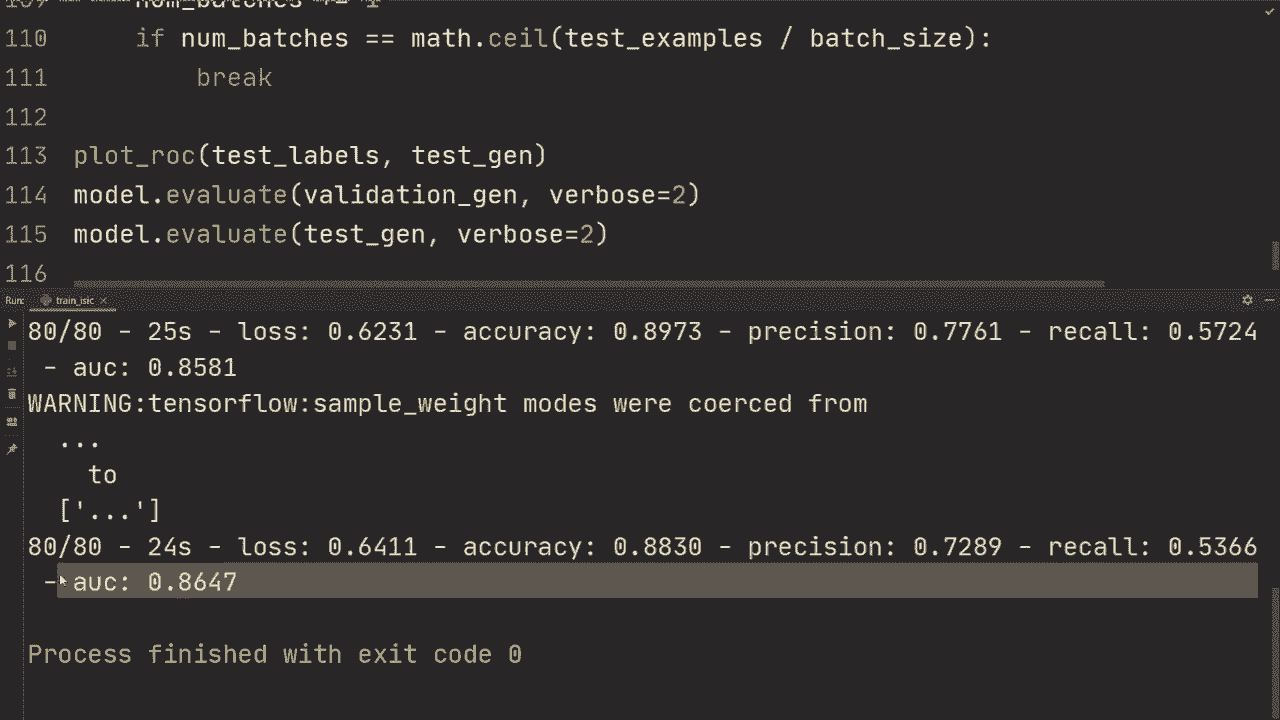 109 num_batches += 1
110 if num_batches == math.ceil(test_examples / batch_size):
111 break
112
113 plot_roc(test_labels, test_gen)
114 model.evaluate(validation_gen, verbose=2)
115 model.evaluate(test_gen, verbose=2)
116
Run: train_isic
80/80 - 25s - loss: 0.6231 - accuracy: 0.8973 - precision: 0.7761 - recall: 0.5724
- auc: 0.8581
WARNING:tensorflow:sample_weight modes were coerced from
...
to
['...']
80/80 - 24s - loss: 0.6411 - accuracy: 0.8830 - precision: 0.7289 - recall: 0.5366
- auc: 0.8647
Process finished with exit code 0